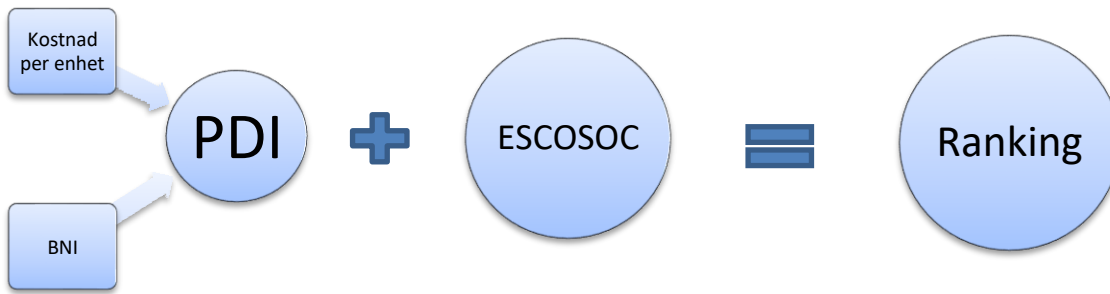 Kostnad
per enhet
PDI
ESCOSOC
Ranking
BNI